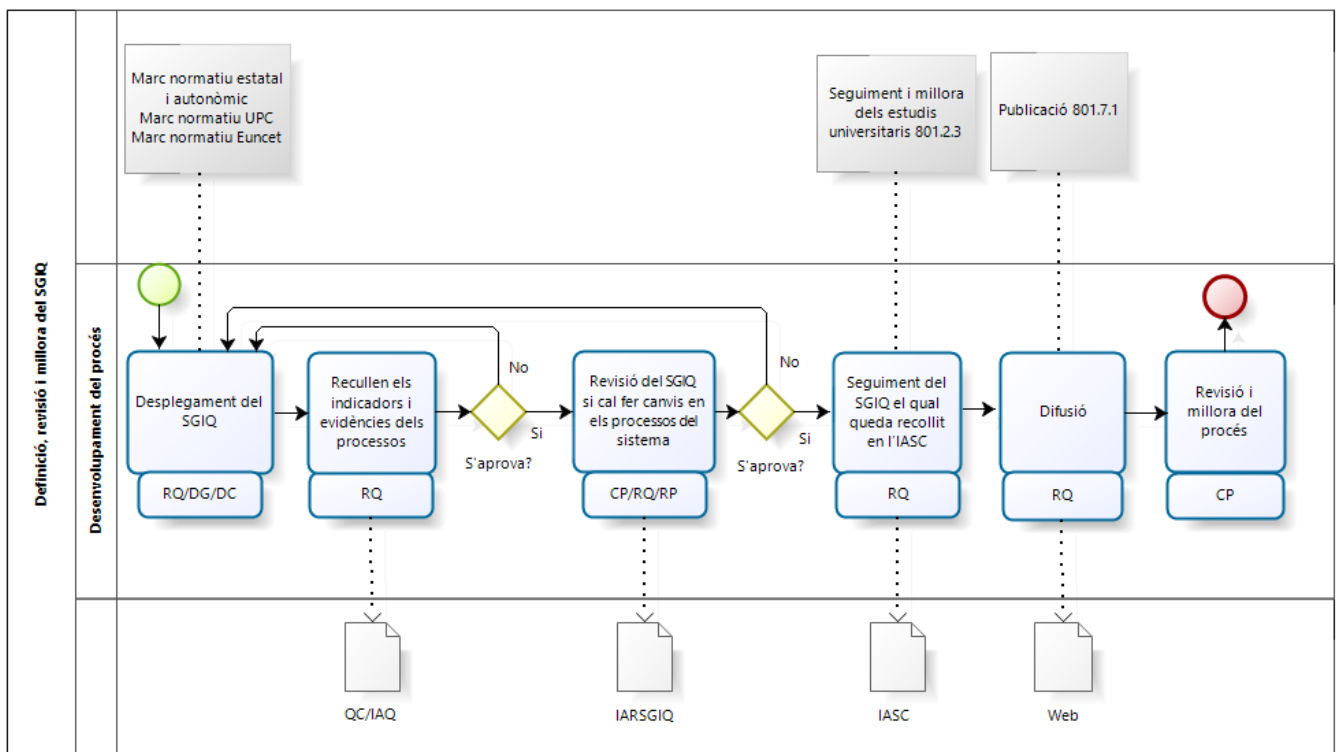 Definició, revisió i millora del SGIQ
Desenvolupament del procés
Marc normatiu estatal
i autonòmic
Marc normatiu UPC
Marc normatiu Euncet
Seguiment i millora
dels estudis
universitaris 801.2.3
Publicació 801.7.1
Desplegament del
SGIQ
RQ/DG/DC
Recullen els
indicadors i
evidències dels
processos
RQ
No
Si
S'aprova?
Revisió del SGIQ
si cal fer canvis en
els processos del
sistema
CP/RQ/RP
No
Si
S'aprova?
Seguiment del
SGIQ el qual
queda recollit
en l'IASC
RQ
Difusió
RQ
Revisió i
millora del
procés
CP
QC/IAQ
IARSGIQ
IASC
Web